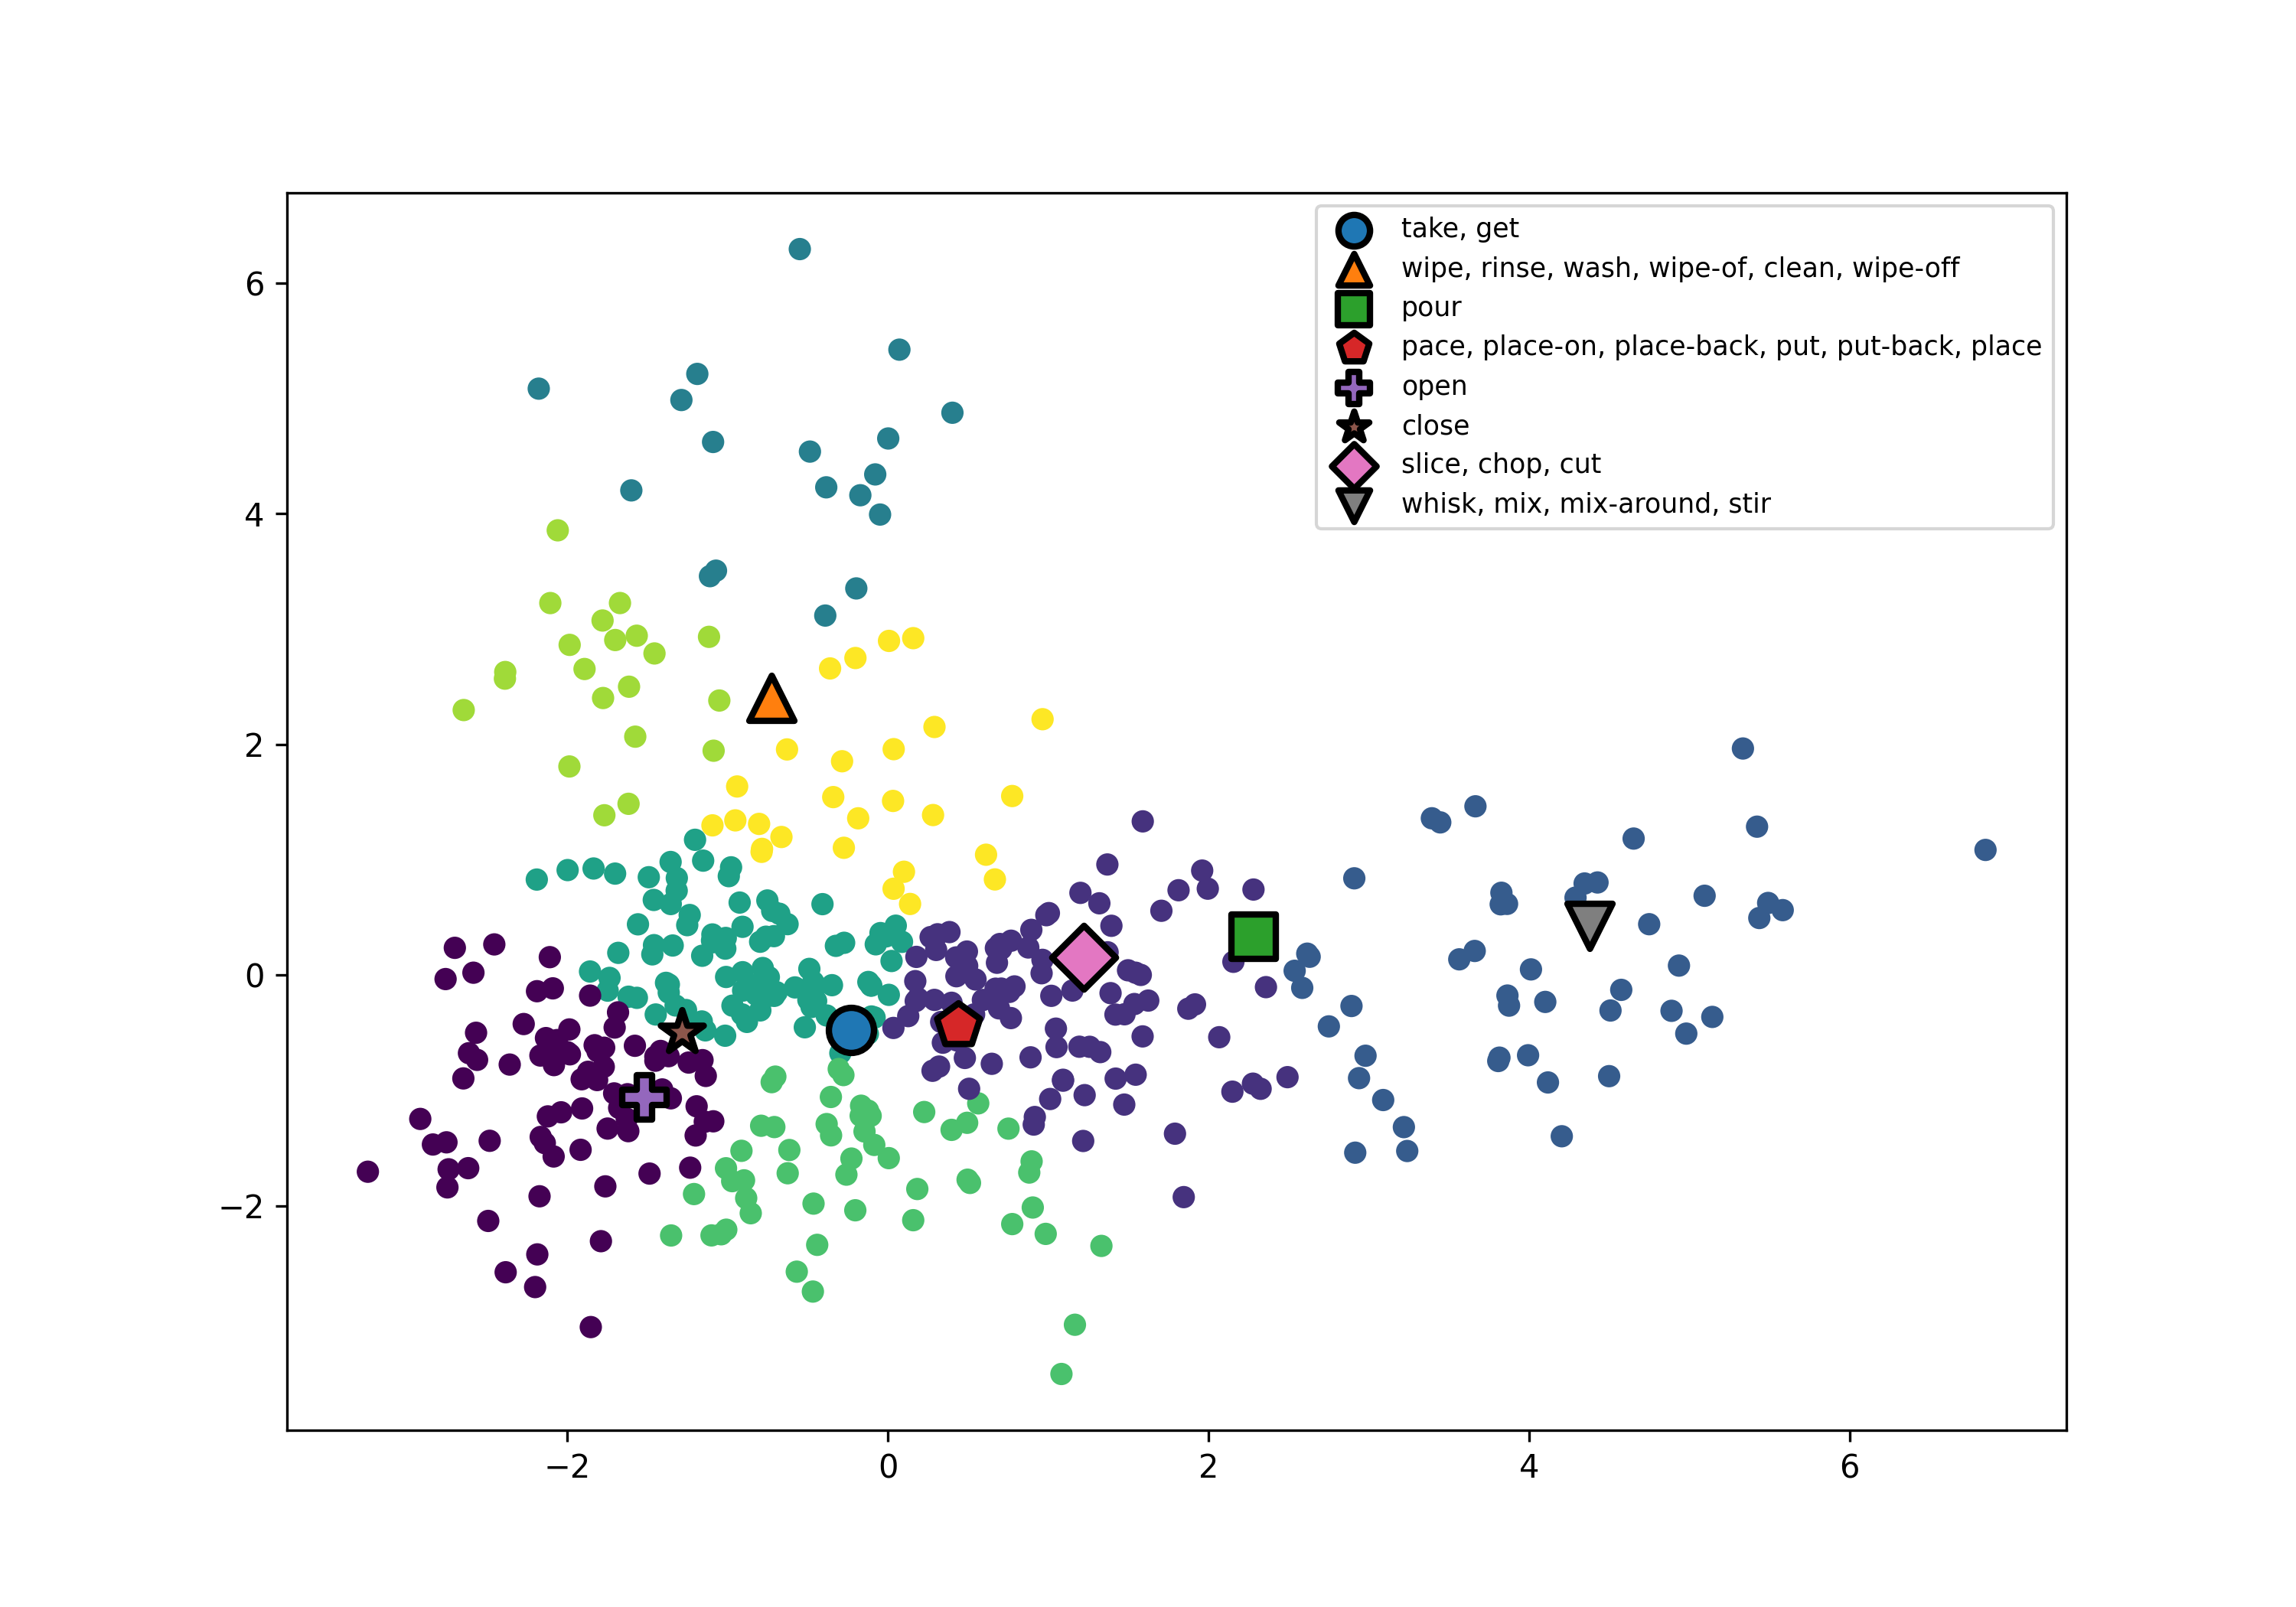 take, get
wipe, rinse, wash, wipe-of, clean, wipe-off
pour
pace, place-on, place-back, put, put-back, place
open
close
slice, chop, cut
whisk, mix, mix-around, stir
6
4
2
0
−2
−2 0 2 4 6